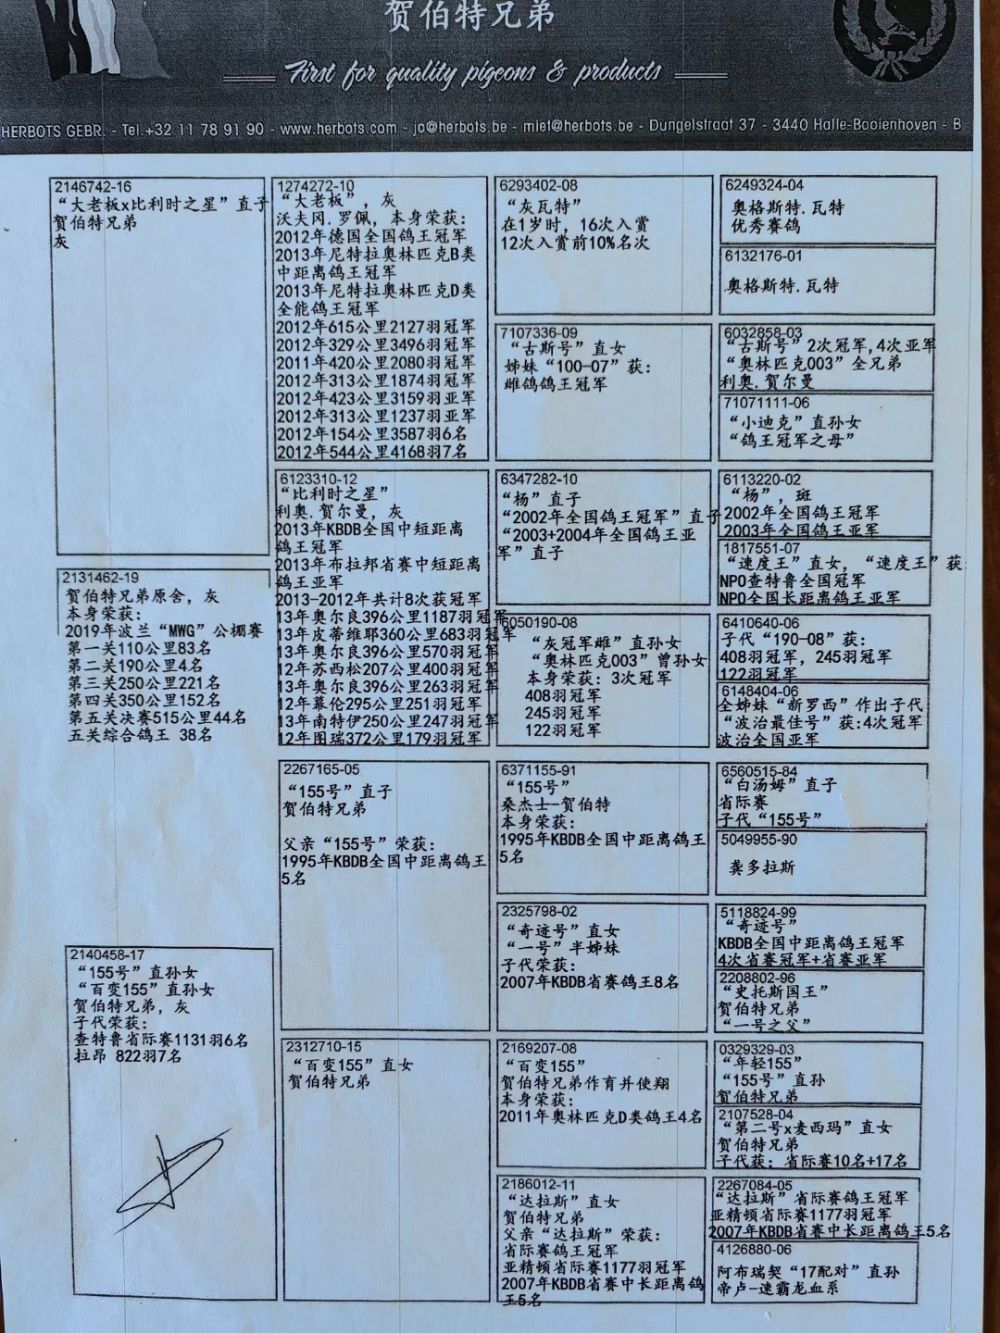 贺伯特兄弟
First for quality pigeons & products
HERBOTS GEBR. - Tel.+32 11 78 91 90 - www.herbots.com - jo@herbots.be - miet@herbots.be - Dungelstraat 37 - 3440 Halle-Booienhoven - B
2146742-16
“大老板x比利时之星”直子
贺伯特兄弟
灰
2131462-19
贺伯特兄弟原舍，灰
本身荣获：
2019年波兰“MWG”公棚赛
第一关110公里83名
第二关190公里4名
第三关250公里221名
第四关350公里152名
第五关决赛515公里44名
五关综合鸽王 38名
2140458-17
“155号”直孙女
“百变155”直孙女
贺伯特兄弟，灰
子代荣获：
查特鲁省际赛1131羽6名
拉昂 822羽7名
1274272-10
“大老板”，灰
沃夫冈.罗佩，本身荣获：
2012年德国全国鸽王冠军
2013年尼特拉奥林匹克B类
中距离鸽王冠军
2013年尼特拉奥林匹克D类
全能鸽王冠军
2012年615公里2127羽冠军
2012年329公里3496羽冠军
2011年420公里2080羽冠军
2012年313公里1874羽冠军
2012年423公里3159羽亚军
2012年313公里1237羽亚军
2012年154公里3587羽6名
2012年544公里4168羽7名
6123310-12
“比利时之星”
利奥.贺尔曼，灰
2013年KBDB全国中短距离
鸽王冠军
2013年布拉邦省赛中短距离
鸽王亚军
2013-2012年共计8次获冠军
13年奥尔良396公里1187羽冠军
13年皮蒂维耶360公里683羽冠军
13年奥尔良396公里570羽冠军
12年苏西松207公里400羽冠军
13年奥尔良396公里263羽冠军
12年幕伦295公里251羽冠军
13年南特伊250公里247羽冠军
12年图瑞372公里179羽冠军
2267165-05
“155号”直子
贺伯特兄弟
父亲“155号”荣获：
1995年KBDB全国中距离鸽王
5名
2312710-15
“百变155”直女
贺伯特兄弟
6293402-08
“灰瓦特”
在1岁时，16次入赏
12次入赏前10%名次
7107336-09
“古斯号”直女
姊妹“100-07”获：
雌鸽鸽王冠军
6347282-10
“杨”直子
“2002年全国鸽王冠军”直子
“2003+2004年全国鸽王亚
军”直子
6050190-08
“灰冠军雌”直孙女
“奥林匹克003”曾孙女
本身荣获：3次冠军
408羽冠军
245羽冠军
122羽冠军
6371155-91
“155号”
桑杰士-贺伯特
本身荣获：
1995年KBDB全国中距离鸽王
5名
2325798-02
“奇迹号”直女
“一号”半姊妹
子代荣获：
2007年KBDB省赛鸽王8名
2169207-08
“百变155”
贺伯特兄弟作育并使翔
本身荣获：
2011年奥林匹克D类鸽王4名
2186012-11
“达拉斯”直女
贺伯特兄弟
父亲“达拉斯”荣获：
省际赛鸽王冠军
亚精顿省际赛1177羽冠军
2007年KBDB省赛中长距离鸽
王5名
6249324-04
奥格斯特.瓦特
优秀赛鸽
6132176-01
奥格斯特.瓦特
6032858-03
“古斯号”2次冠军,4次亚军
“奥林匹克003”全兄弟
利奥.贺尔曼
71071111-06
“小迪克”直孙女
“鸽王冠军之母”
6113220-02
“杨”，斑
2002年全国鸽王冠军
2003年全国鸽王亚军
1817551-07
“速度王”直女，“速度王”获
NPO查特鲁全国冠军
NPO全国长距离鸽王亚军
6410640-06
子代“190-08”获：
408羽冠军，245羽冠军
122羽冠军
6148404-06
全姊妹“新罗西”作出子代
“波治最佳号”获:4次冠军
波治全国亚军
6560515-84
“白汤姆”直子
省际赛
子代“155号”
5049955-90
龚多拉斯
5118824-99
“奇迹号”
KBDB全国中距离鸽王冠军
4次省赛冠军+省赛亚军
2208802-96
“史托斯国王”
贺伯特兄弟
“一号之父”
0329329-03
“年轻155”
“155号”直孙
贺伯特兄弟
2107528-04
“第二号x麦西玛”直女
贺伯特兄弟
子代获：省际赛10名+17名
2267084-05
“达拉斯”省际赛鸽王冠军
亚精顿省际赛1177羽冠军
2007年KBDB省赛中长距离鸽王5名
4126880-06
阿布瑞契“17配对”直孙
帝卢-速霸龙血系